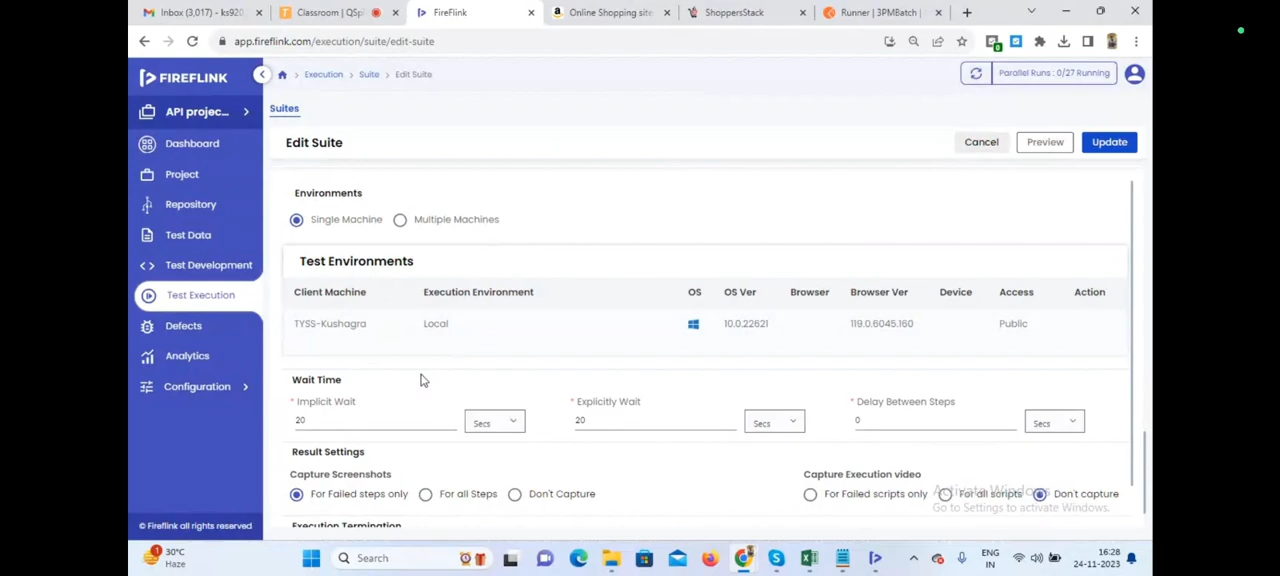 Inbox (3,017) - ks920
Classroom | QSpi
FireFlink
Online Shopping site
ShoppersStack
Runner | 3PMBatch |
app.fireflink.com/execution/suite/edit-suite
FIREFLINK
Execution > Suite > Edit Suite
Parallel Runs : 0/27 Running
API projec...
Suites
Dashboard
Edit Suite
Cancel
Preview
Update
Project
Repository
Test Data
Test Development
Test Execution
Defects
Analytics
Configuration
© Fireflink all rights reserved
Environments
Single Machine
Multiple Machines
Test Environments
Client Machine Execution Environment OS OS Ver Browser Browser Ver Device Access Action
TYSS-Kushagra Local 10.0.22621 119.0.6045.160 Public
Wait Time
* Implicit Wait * Explicitly Wait * Delay Between Steps
20 Secs 20 Secs 0 Secs
Result Settings
Capture Screenshots Capture Execution video
For Failed steps only For all Steps Don't Capture For Failed scripts only For all scripts Don't capture
Activate Windows
Go to Settings to activate Windows.
Execution Termination
30°C
Haze
Search
ENG
IN
16:28
24-11-2023